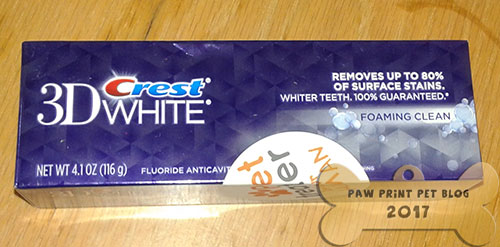 Crest
3D WHITE
REMOVES UP TO 80%
OF SURFACE STAINS.
WHITER TEETH. 100% GUARANTEED.*
FOAMING CLEAN
NET WT 4.1 OZ (116 g)
FLUORIDE ANTICAVIT
PAW PRINT PET BLOG
2017